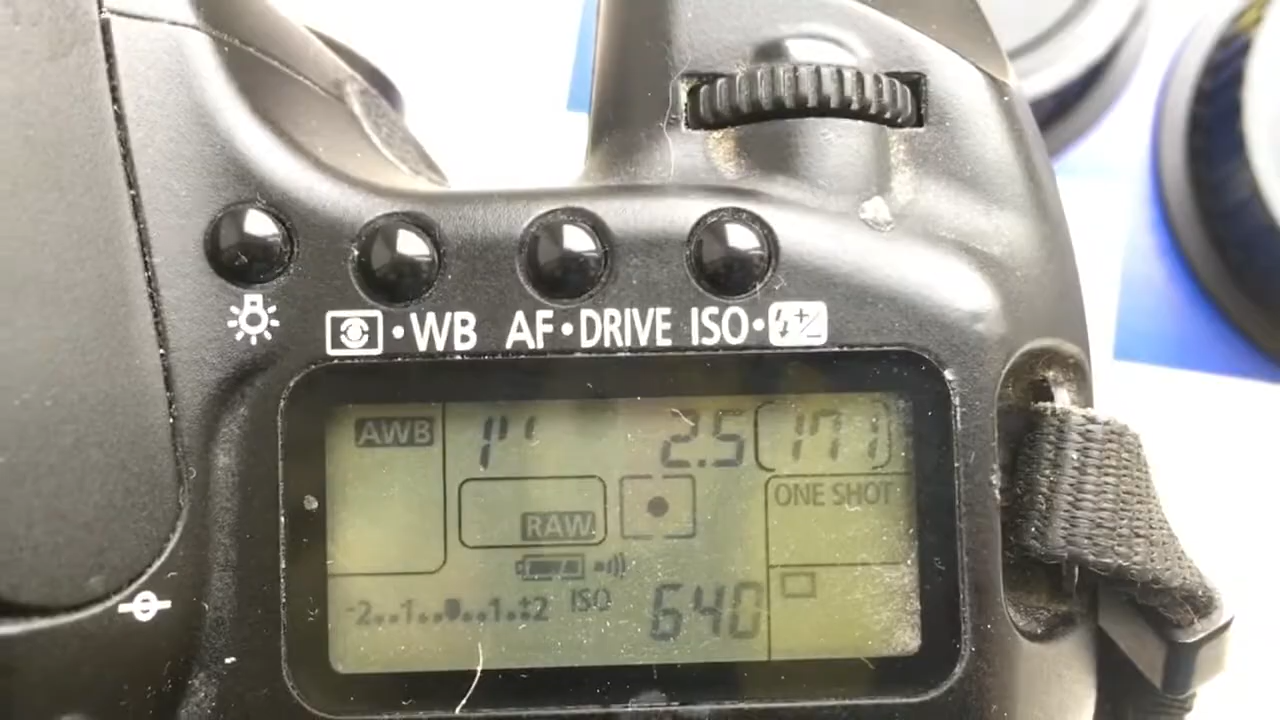 WB AF•DRIVE ISO•
AWB 1" 2.5 [171]
RAW ONE SHOT
-2..1..0..1.:2 ISO 640